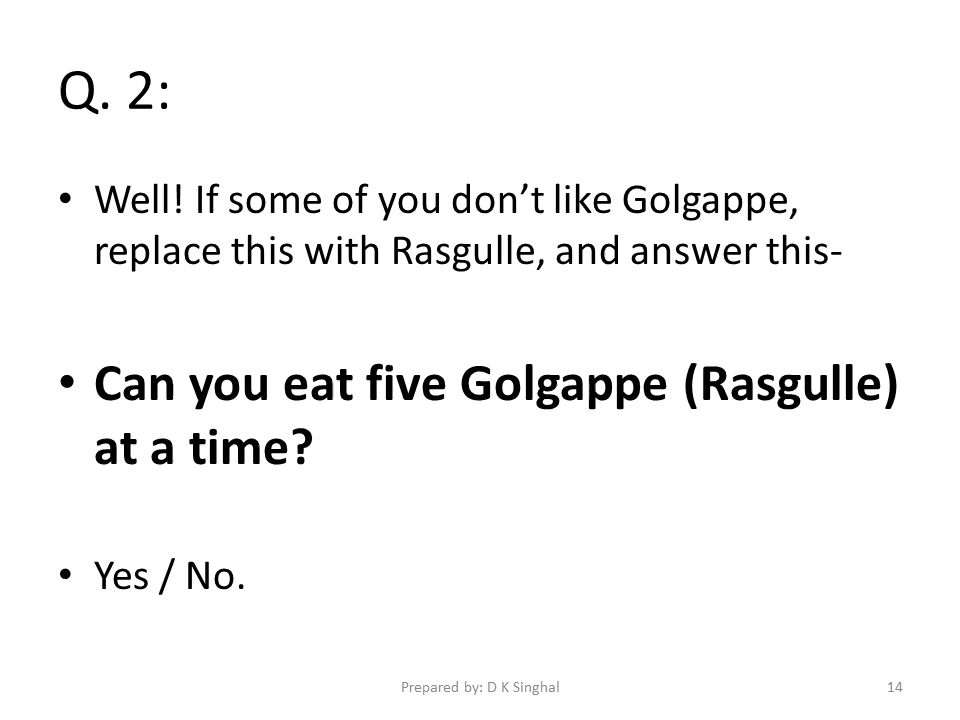 Q. 2:
• Well! If some of you don’t like Golgappe,
replace this with Rasgulle, and answer this-
• Can you eat five Golgappe (Rasgulle)
at a time?
• Yes / No.
Prepared by: D K Singhal
14